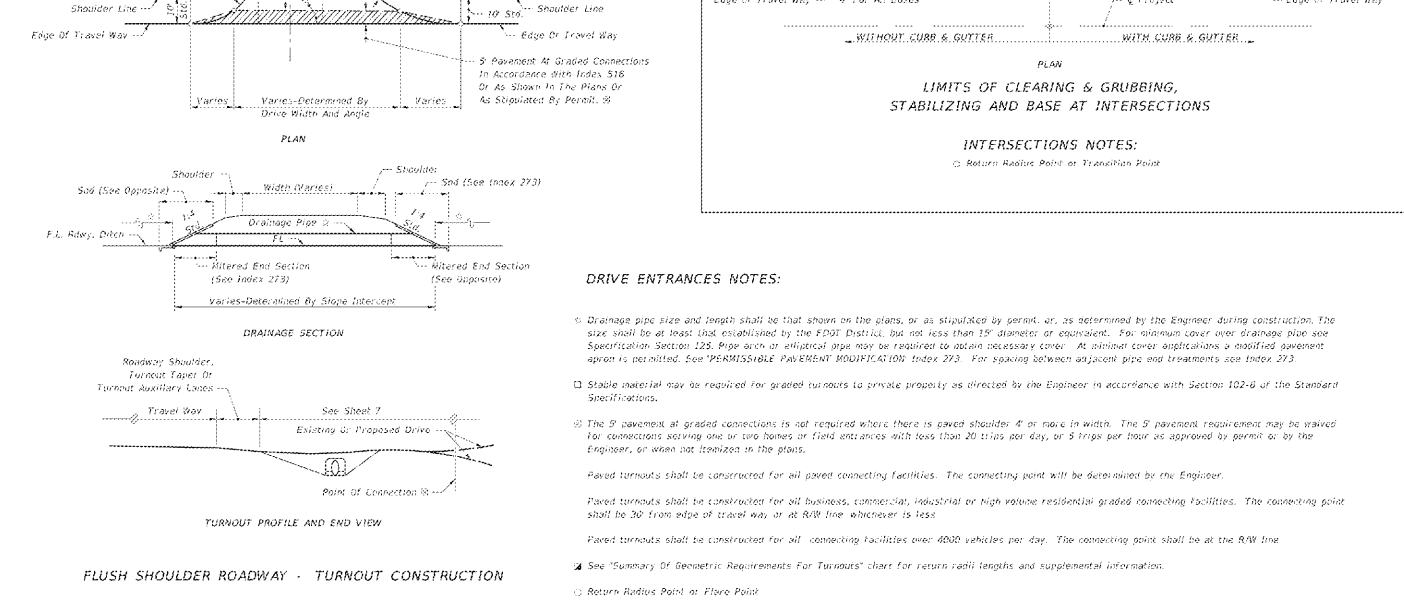 Shoulder Line
10' Std.
10' Std.
Shoulder Line
Edge Of Travel Way
Edge Of Travel Way
5' Pavement At Graded Connections
In Accordance With Index 516
Or As Shown In The Plans Or
As Stipulated By Permit.
Varies
Varies-Determined By
Drive Width And Angle
Varies
PLAN
Shoulder
Shoulder
Sod (See Opposite)
Width (Varies)
Sod (See Index 273)
1:4
Std.
Drainage Pipe
1:4
Std.
F.L. Rdwy. Ditch
FL
Mitered End Section
(See Index 273)
Mitered End Section
(See Opposite)
Varies-Determined By Slope Intercept
DRAINAGE SECTION
Roadway Shoulder,
Turnout Taper Or
Turnout Auxiliary Lanes
Travel Way
See Sheet 7
Existing Or Proposed Drive
Point Of Connection
TURNOUT PROFILE AND END VIEW
FLUSH SHOULDER ROADWAY - TURNOUT CONSTRUCTION
Edge of Travel Way
℄ Project
Edge of Travel Way
WITHOUT CURB & GUTTER
WITH CURB & GUTTER
PLAN
LIMITS OF CLEARING & GRUBBING,
STABILIZING AND BASE AT INTERSECTIONS
INTERSECTIONS NOTES:
Return Radius Point or Transition Point
DRIVE ENTRANCES NOTES:
Drainage pipe size and length shall be that shown on the plans, or as stipulated by permit, or, as determined by the Engineer during construction. The
size shall be at least that established by the FDOT District, but not less than 15" diameter or equivalent. For minimum cover over drainage pipe see
Specification Section 125. Pipe arch or elliptical pipe may be required to obtain necessary cover. At minimal cover applications a modified pavement
apron is permitted. See "PERMISSIBLE PAVEMENT MODIFICATION" Index 273. For spacing between adjacent pipe end treatments see Index 273.
Stable material may be required for graded turnouts to private property as directed by the Engineer in accordance with Section 102-8 of the Standard
Specifications.
The 5' pavement at graded connections is not required where there is paved shoulder 4' or more in width. The 5' pavement requirement may be waived
for connections serving one or two homes or field entrances with less than 20 trips per day, or 5 trips per hour as approved by permit or by the
Engineer, or when not itemized in the plans.
Paved turnouts shall be constructed for all paved connecting facilities. The connecting point will be determined by the Engineer.
Paved turnouts shall be constructed for all business, commercial, industrial or high volume residential graded connecting facilities. The connecting point
shall be 30' from edge of travel way or at R/W line whichever is less
Paved turnouts shall be constructed for all connecting facilities over 4000 vehicles per day. The connecting point shall be at the R/W line
See "Summary Of Geometric Requirements For Turnouts" chart for return radii lengths and supplemental information.
Return Radius Point or Flare Point